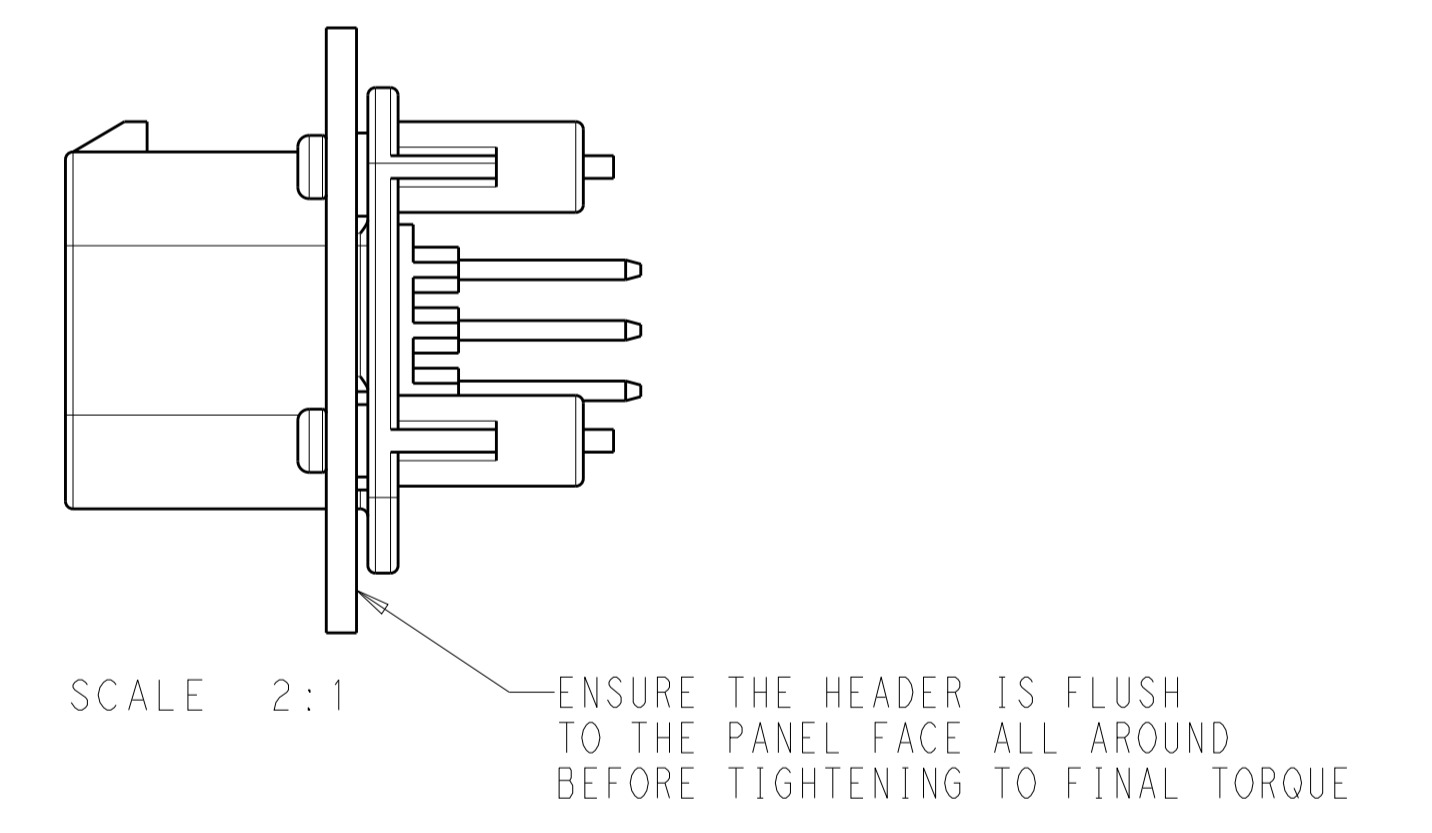 SCALE 2:1
ENSURE THE HEADER IS FLUSH
TO THE PANEL FACE ALL AROUND
BEFORE TIGHTENING TO FINAL TORQUE